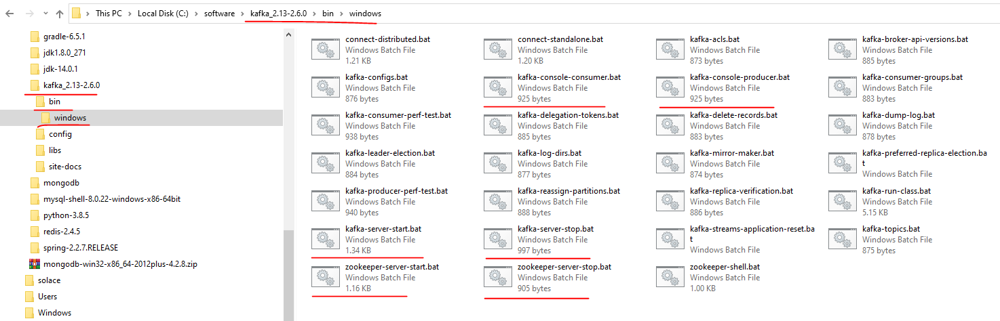 This PC > Local Disk (C:) > software > kafka_2.13-2.6.0 > bin > windows
gradle-6.5.1
jdk1.8.0_271
jdk-14.0.1
kafka_2.13-2.6.0
bin
windows
config
libs
site-docs
mongodb
mysql-shell-8.0.22-windows-x86-64bit
python-3.8.5
redis-2.4.5
spring-2.2.7.RELEASE
mongodb-win32-x86_64-2012plus-4.2.8.zip
solace
Users
Windows
connect-distributed.bat
Windows Batch File
1.21 KB
connect-standalone.bat
Windows Batch File
1.20 KB
kafka-acls.bat
Windows Batch File
873 bytes
kafka-broker-api-versions.bat
Windows Batch File
885 bytes
kafka-configs.bat
Windows Batch File
876 bytes
kafka-console-consumer.bat
Windows Batch File
925 bytes
kafka-console-producer.bat
Windows Batch File
925 bytes
kafka-consumer-groups.bat
Windows Batch File
883 bytes
kafka-consumer-perf-test.bat
Windows Batch File
938 bytes
kafka-delegation-tokens.bat
Windows Batch File
885 bytes
kafka-delete-records.bat
Windows Batch File
883 bytes
kafka-dump-log.bat
Windows Batch File
878 bytes
kafka-leader-election.bat
Windows Batch File
884 bytes
kafka-log-dirs.bat
Windows Batch File
877 bytes
kafka-mirror-maker.bat
Windows Batch File
874 bytes
kafka-preferred-replica-election.ba
t
Windows Batch File
kafka-producer-perf-test.bat
Windows Batch File
940 bytes
kafka-reassign-partitions.bat
Windows Batch File
888 bytes
kafka-replica-verification.bat
Windows Batch File
886 bytes
kafka-run-class.bat
Windows Batch File
5.15 KB
kafka-server-start.bat
Windows Batch File
1.34 KB
kafka-server-stop.bat
Windows Batch File
997 bytes
kafka-streams-application-reset.ba
t
Windows Batch File
kafka-topics.bat
Windows Batch File
875 bytes
zookeeper-server-start.bat
Windows Batch File
1.16 KB
zookeeper-server-stop.bat
Windows Batch File
905 bytes
zookeeper-shell.bat
Windows Batch File
1.00 KB